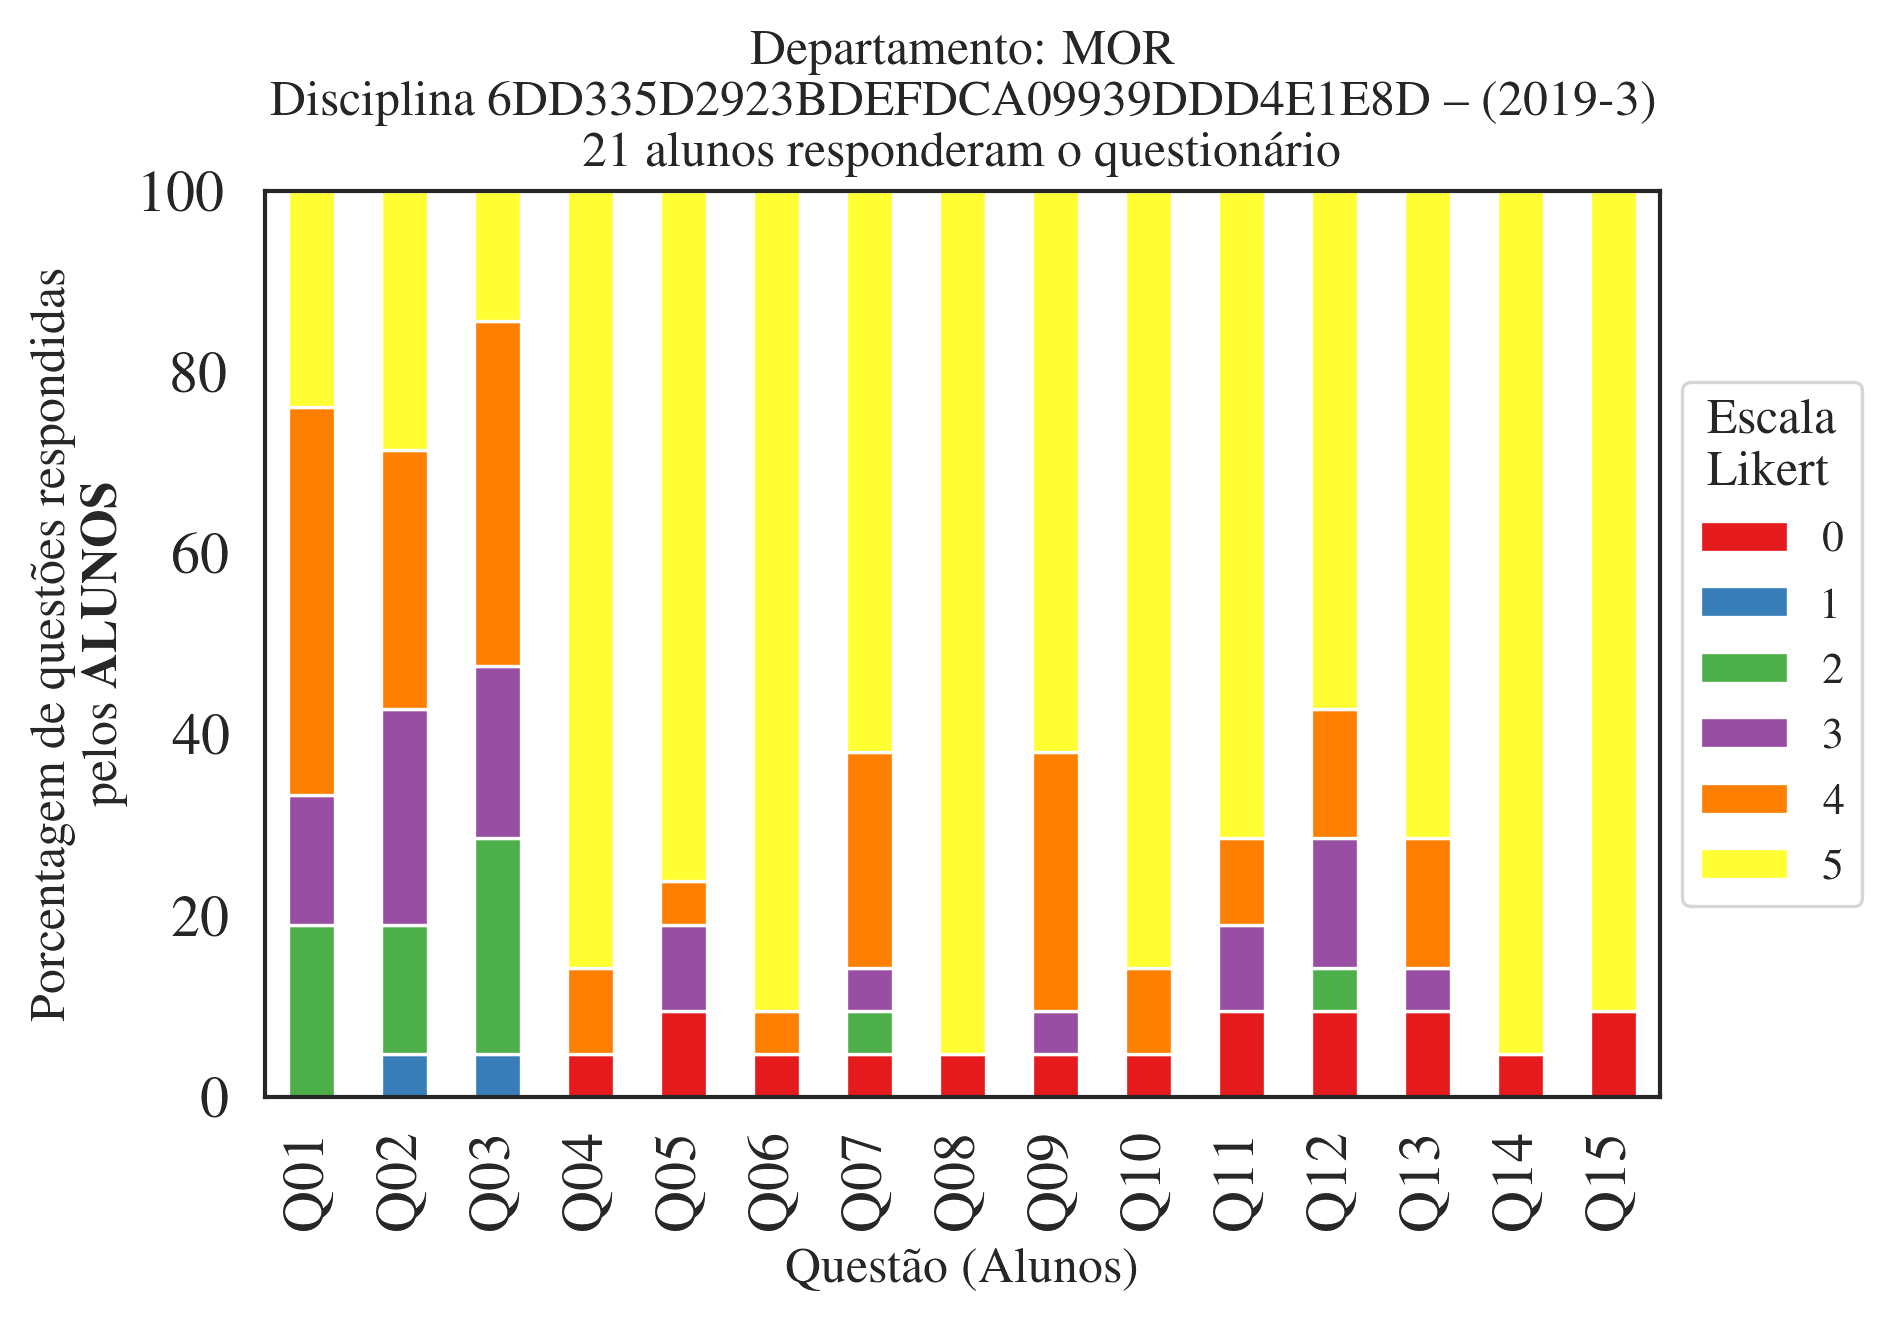 Departamento: MOR
Disciplina 6DD335D2923BDEFDCA09939DDD4E1E8D – (2019-3)
21 alunos responderam o questionário
Porcentagem de questões respondidas
pelos ALUNOS
100
80
60
40
20
0
Q01
Q02
Q03
Q04
Q05
Q06
Q07
Q08
Q09
Q10
Q11
Q12
Q13
Q14
Q15
Questão (Alunos)
Escala
Likert
0
1
2
3
4
5